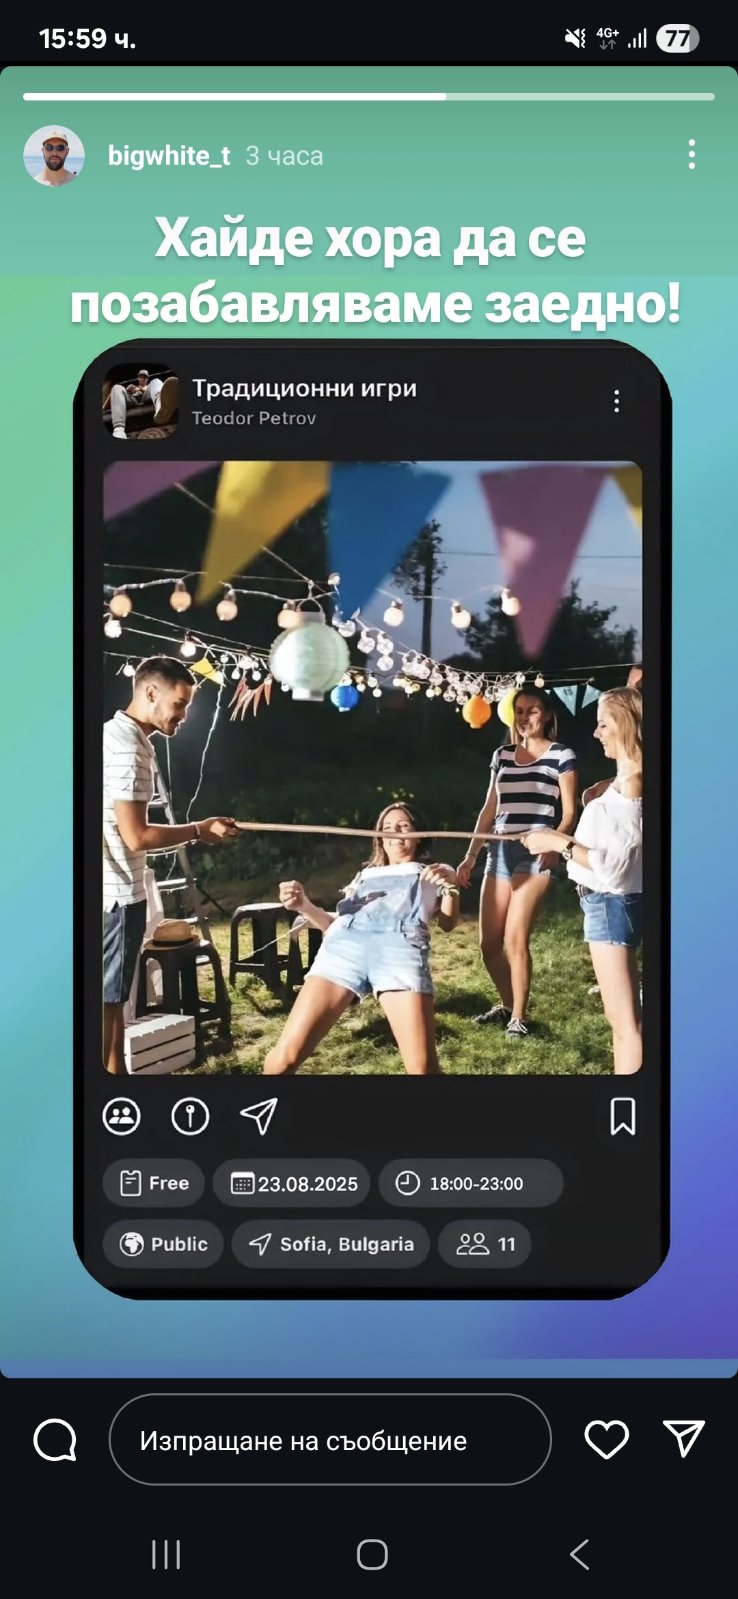 15:59 ч.
4G+
77
bigwhite_t 3 часа
Хайде хора да се
позабавляваме заедно!
Традиционни игри
Teodor Petrov
Free
23.08.2025
18:00-23:00
Public
Sofia, Bulgaria
11
Изпращане на съобщение